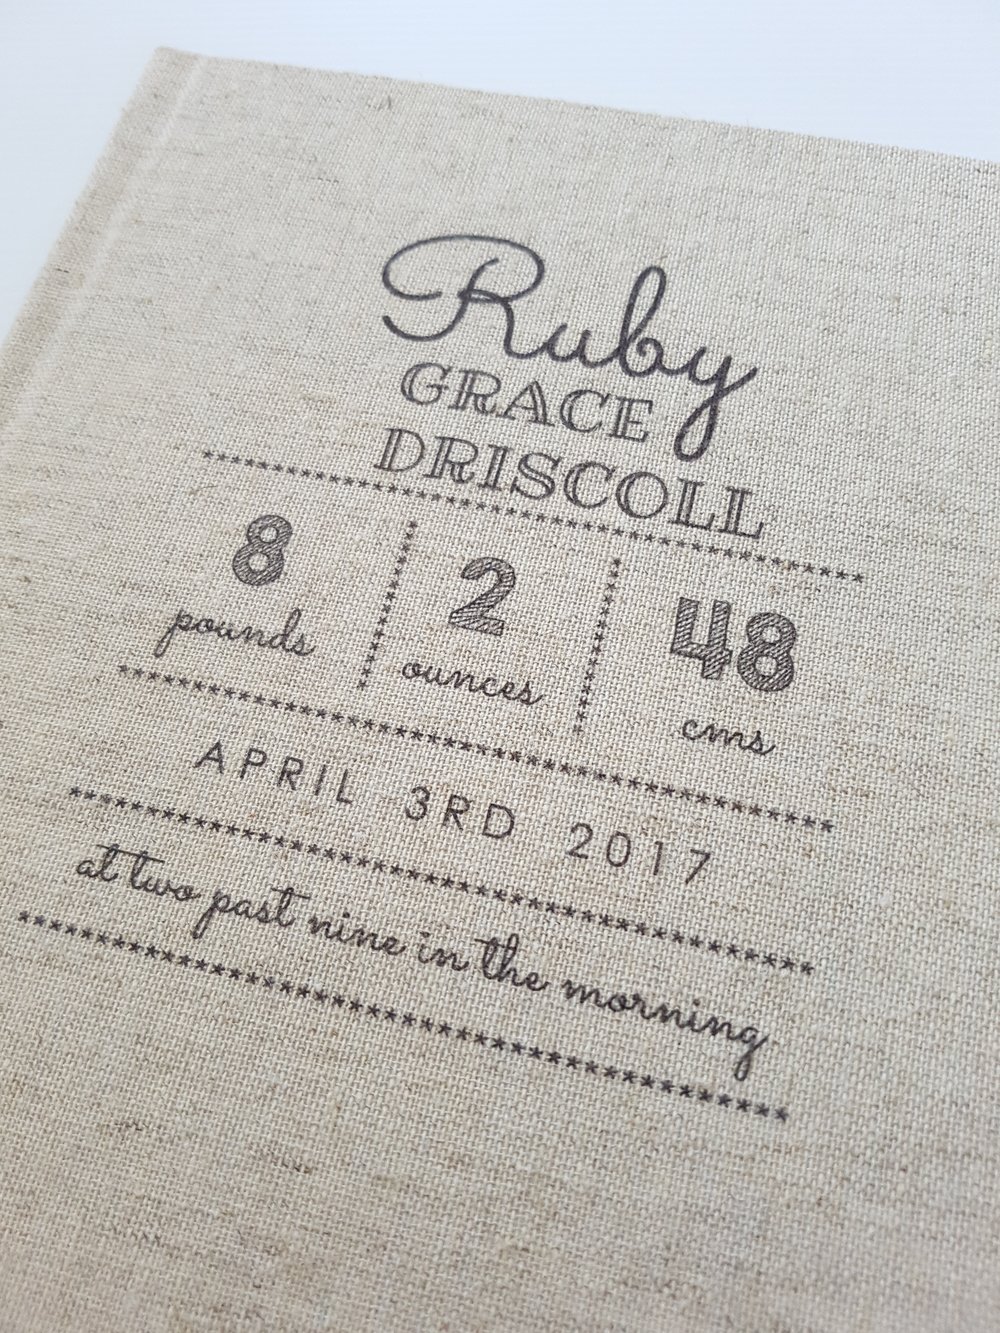 Ruby
GRACE
DRISCOLL
8 2 48
pounds ounces cms
APRIL 3RD 2017
at two past nine in the morning